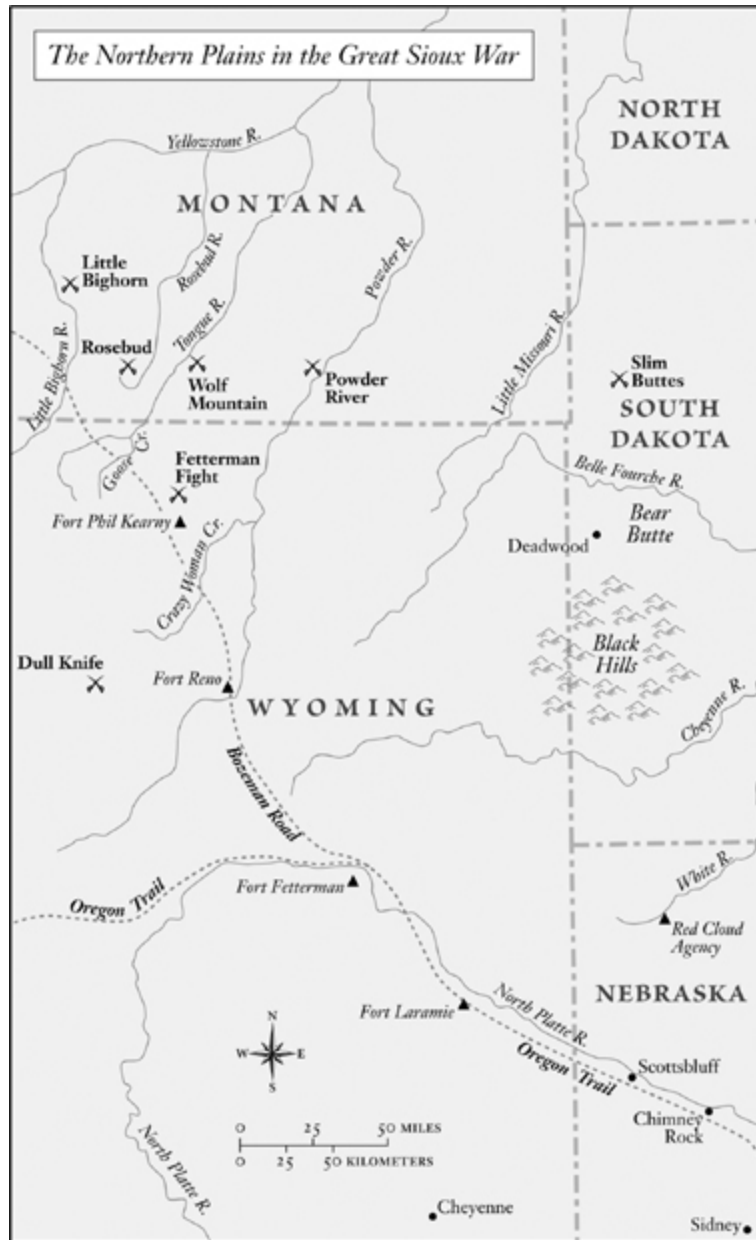 The Northern Plains in the Great Sioux War
NORTH
DAKOTA
Yellowstone R.
MONTANA
Rosebud R.
Powder R.
Little
Bighorn
Tongue R.
Little Missouri R.
Little Bighorn R.
Rosebud
Wolf
Mountain
Powder
River
Slim
Buttes
SOUTH
DAKOTA
Goose Cr.
Fetterman
Fight
Belle Fourche R.
Fort Phil Kearny
Bear
Butte
Deadwood
Crazy Woman Cr.
Black
Hills
Dull Knife
Fort Reno
WYOMING
Cheyenne R.
Bozeman Road
White R.
Fort Fetterman
Oregon Trail
Red Cloud
Agency
NEBRASKA
Fort Laramie
North Platte R.
Oregon Trail
N
W
E
S
Scottsbluff
Chimney
Rock
0 25 50 MILES
0 25 50 KILOMETERS
North Platte R.
Cheyenne
Sidney